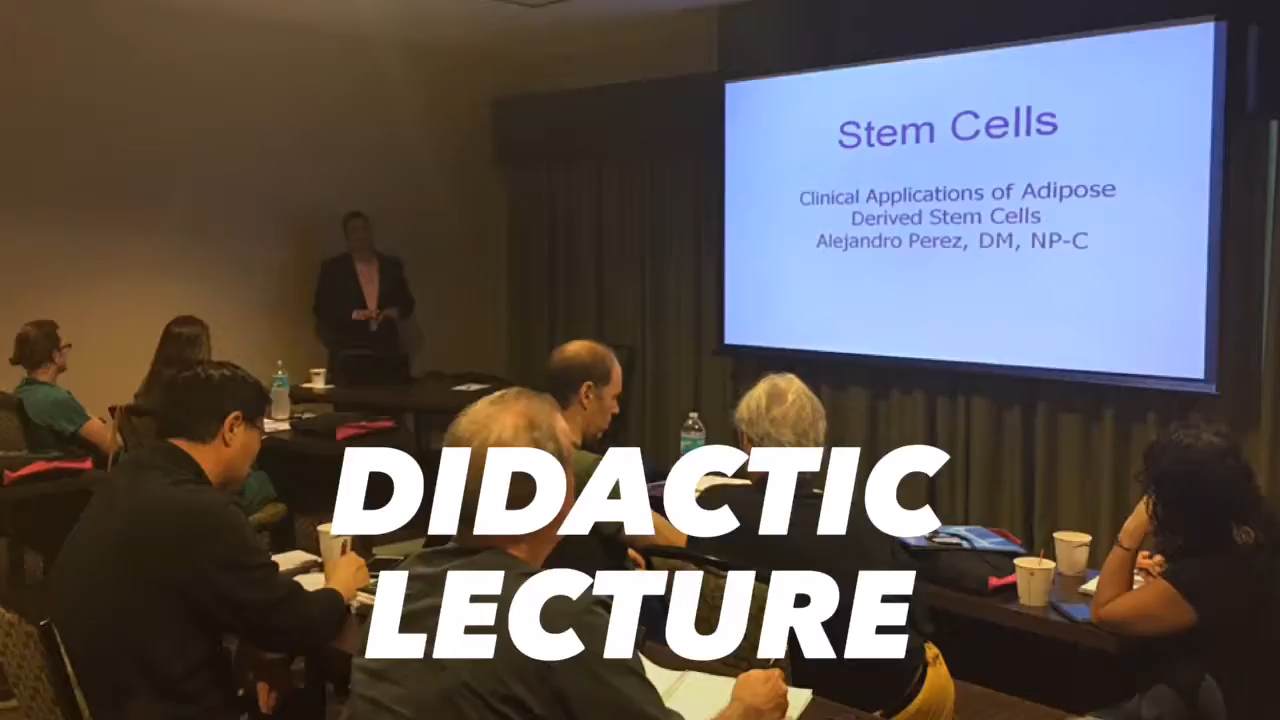 Stem Cells
Clinical Applications of Adipose
Derived Stem Cells
Alejandro Perez, DM, NP-C
DIDACTIC
LECTURE